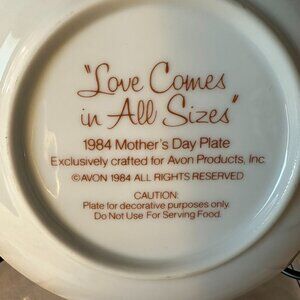 "Love Comes
in All Sizes"
1984 Mother's Day Plate
Exclusively crafted for Avon Products, Inc.
©AVON 1984 ALL RIGHTS RESERVED
CAUTION:
Plate for decorative purposes only.
Do Not Use For Serving Food.